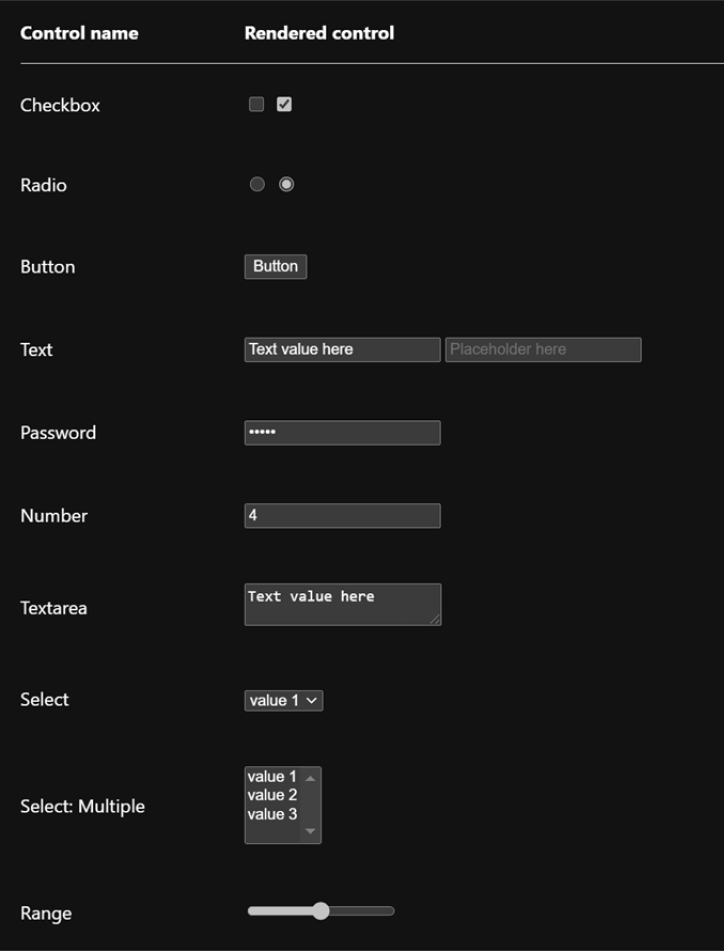 Control name Rendered control
Checkbox
Radio
Button Button
Text Text value here Placeholder here
Password •••••
Number 4
Textarea Text value here
Select value 1
value 1
value 2
Select: Multiple value 3
Range